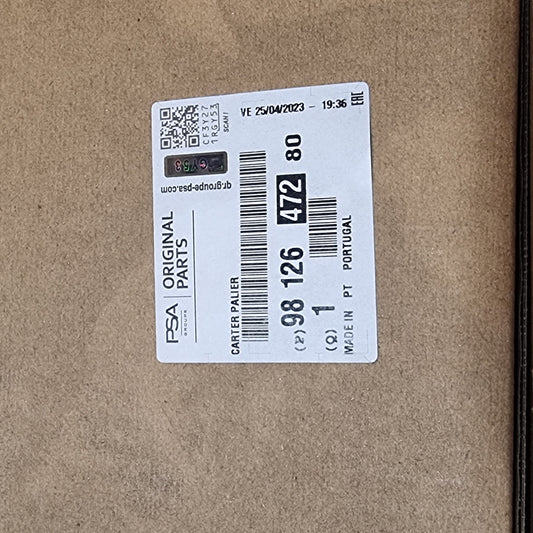 PSA
GROUPE
ORIGINAL
PARTS
qr.groupe-psa.com
CF3Y27
1RGY53
SCAN!
CARTER PALIER
(P) 98 126 472 80
(Q) 1
MADE IN PT PORTUGAL
VE 25/04/2023 - 19:36
EAC